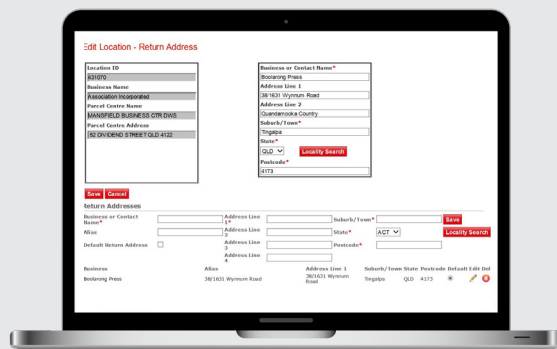 Edit Location - Return Address
Location ID
431070
Business Name
Association Incorporated
Parcel Centre Name
MANSFIELD BUSINESS CTR DWS
Parcel Centre Address
52 DIVIDEND STREET QLD 4122
Business or Contact Name*
Boolarong Press
Address Line 1
38/1631 Wynnum Road
Address Line 2
Quandamooka Country
Suburb/Town*
Tingalpa
State*
QLD Locality Search
Postcode*
4173
Save Cancel
Return Addresses
Business or Contact Name* Address Line 1* Suburb/Town* Save
Alias Address Line 2 State* ACT Locality Search
Default Return Address Address Line 3 Postcode*
Address Line 4
Business Alias Address Line 1 Suburb/Town State Postcode Default Edit Del
Boolarong Press 38/1631 Wynnum Road 38/1631 Wynnum Road Tingalpa QLD 4173